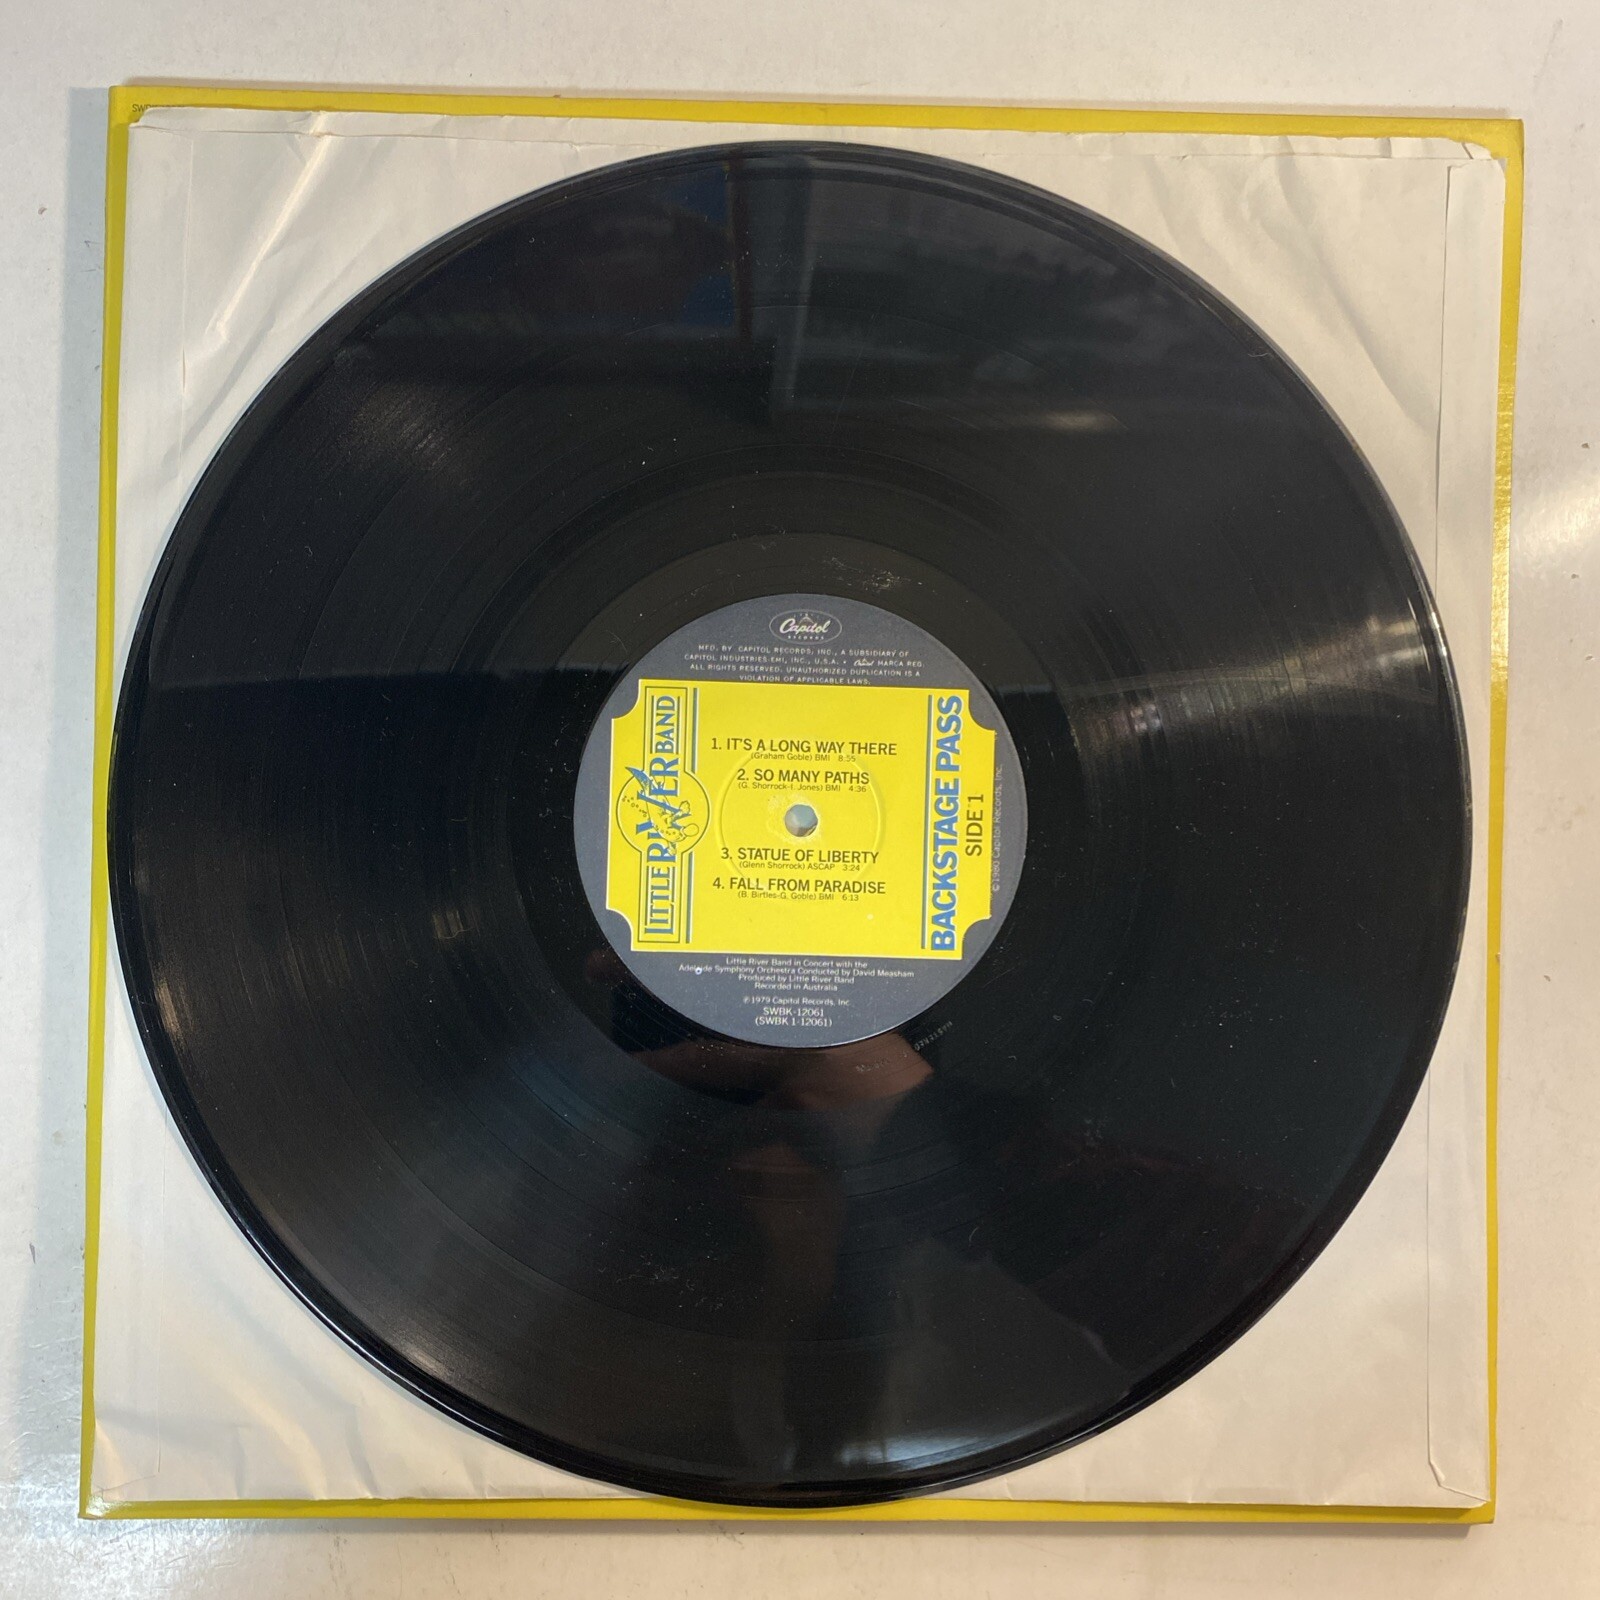 Capitol
RECORDS
MFD. BY CAPITOL RECORDS, INC., A SUBSIDIARY OF
CAPITOL INDUSTRIES-EMI, INC., U.S.A. • Capitol MARCA REG.
ALL RIGHTS RESERVED. UNAUTHORIZED DUPLICATION IS A
VIOLATION OF APPLICABLE LAWS.
LITTLE RIVER BAND
1. IT'S A LONG WAY THERE
(Graham Goble) BMI 8:55
2. SO MANY PATHS
(G. Shorrock-I. Jones) BMI 4:36
3. STATUE OF LIBERTY
(Glenn Shorrock) ASCAP 3:24
4. FALL FROM PARADISE
(B. Birtles-G. Goble) BMI 6:13
BACKSTAGE PASS
SIDE 1
© 1980 Capitol Records, Inc.
Little River Band in Concert with the
Adelaide Symphony Orchestra Conducted by David Measham
Produced by Little River Band
Recorded in Australia
℗ 1979 Capitol Records, Inc.
SWBK-12061
(SWBK 1-12061)
MASTERED